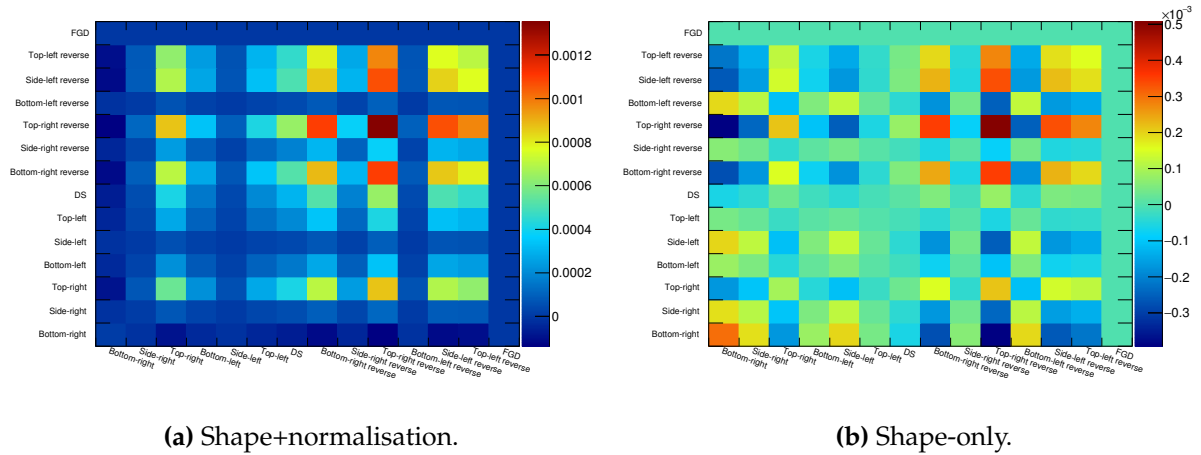 ×10⁻³
FGD
Top-left reverse
Side-left reverse
Bottom-left reverse
Top-right reverse
Side-right reverse
Bottom-right reverse
DS
Top-left
Side-left
Bottom-left
Top-right
Side-right
Bottom-right
Bottom-right
Side-right
Top-right
Bottom-left
Side-left
Top-left
DS
Bottom-right reverse
Side-right reverse
Top-right reverse
Bottom-left reverse
Side-left reverse
Top-left reverse
FGD
0.0012
0.001
0.0008
0.0006
0.0004
0.0002
0
FGD
Top-left reverse
Side-left reverse
Bottom-left reverse
Top-right reverse
Side-right reverse
Bottom-right reverse
DS
Top-left
Side-left
Bottom-left
Top-right
Side-right
Bottom-right
Bottom-right
Side-right
Top-right
Bottom-left
Side-left
Top-left
DS
Bottom-right reverse
Side-right reverse
Top-right reverse
Bottom-left reverse
Side-left reverse
Top-left reverse
FGD
0.5
0.4
0.3
0.2
0.1
0
−0.1
−0.2
−0.3
(a) Shape+normalisation.
(b) Shape-only.